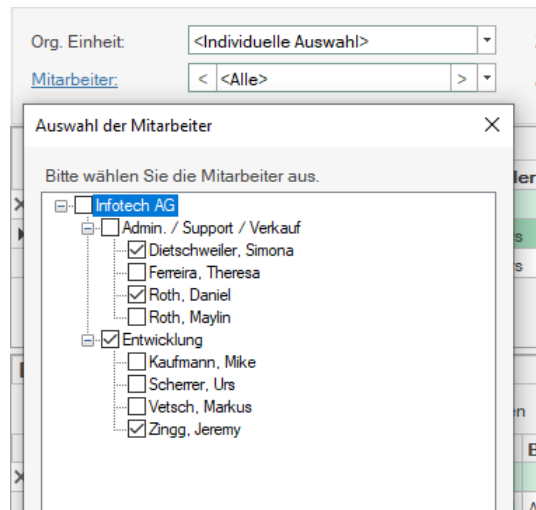 Org. Einheit: <Individuelle Auswahl>
Mitarbeiter: < <Alle> >
Auswahl der Mitarbeiter
Bitte wählen Sie die Mitarbeiter aus.
Infotech AG
Admin. / Support / Verkauf
Dietschweiler, Simona
Ferreira, Theresa
Roth, Daniel
Roth, Maylin
Entwicklung
Kaufmann, Mike
Scherrer, Urs
Vetsch, Markus
Zingg, Jeremy